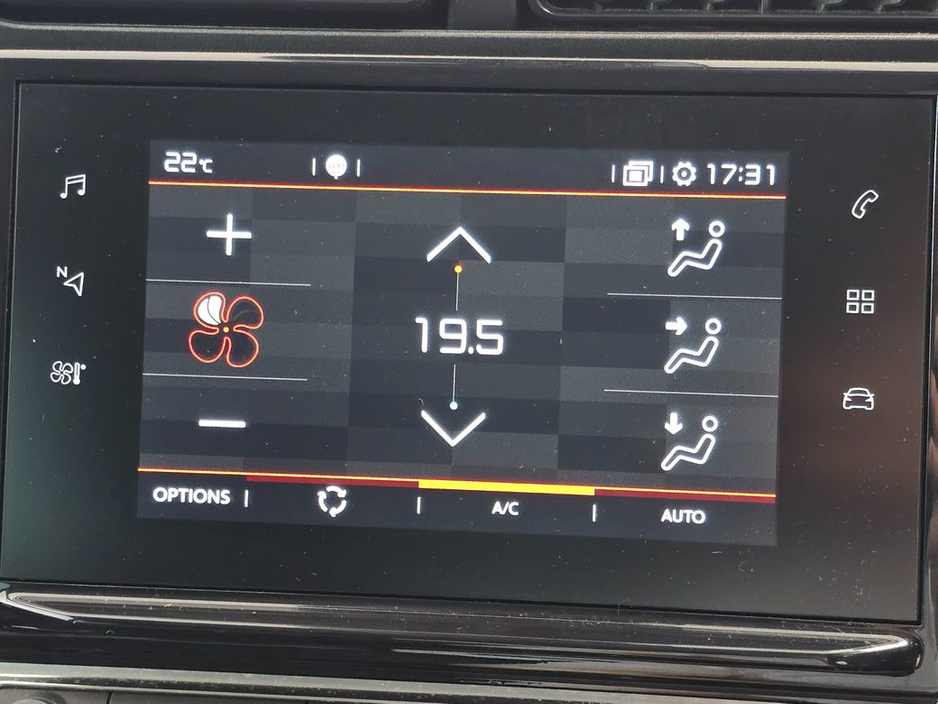 22°C
17:31
N
19.5
OPTIONS
A/C
AUTO